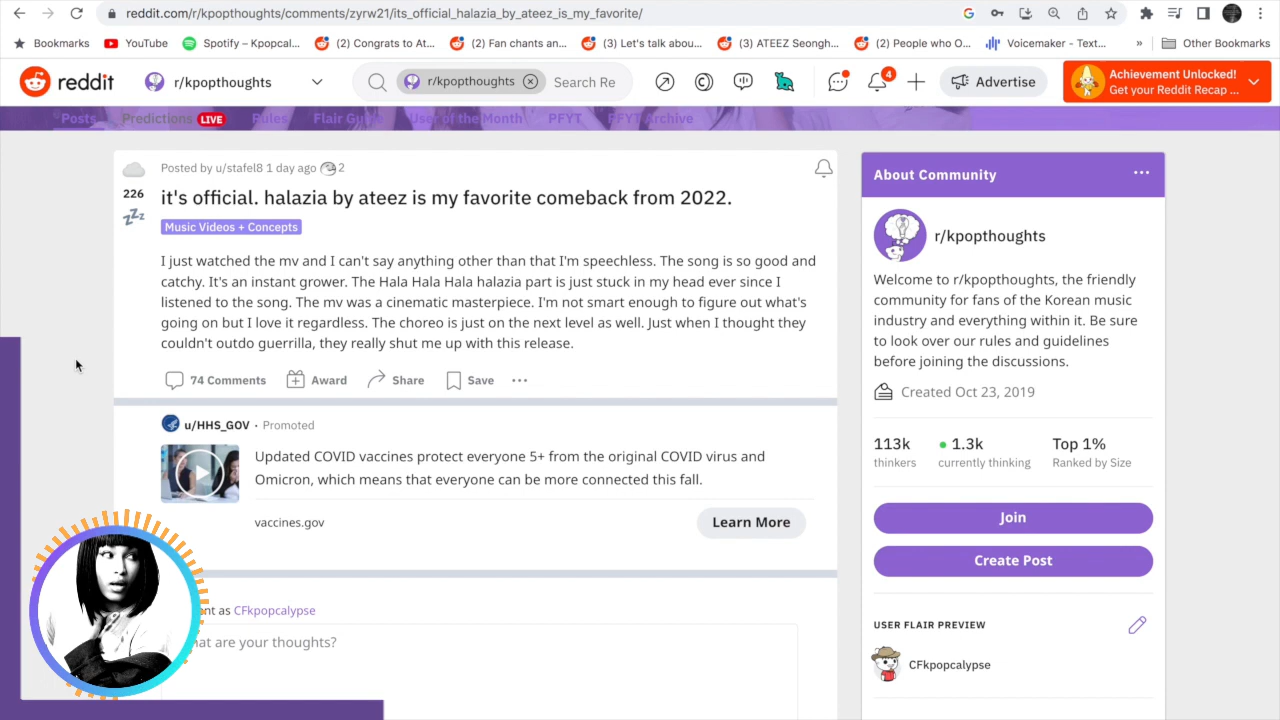 reddit.com/r/kpopthoughts/comments/zyrw21/its_official_halazia_by_ateez_is_my_favorite/
Bookmarks YouTube Spotify – Kpopcal... (2) Congrats to At... (2) Fan chants an... (3) Let's talk abou... (3) ATEEZ Seongh... (2) People who O... Voicemaker - Text... » Other Bookmarks
reddit r/kpopthoughts r/kpopthoughts Search Re 4 Advertise Achievement Unlocked!
Get your Reddit Recap ...
Posts Predictions LIVE Rules Flair Guide User of the Month PFYT PFYT Archive
Posted by u/stafel8 1 day ago 2
226
it's official. halazia by ateez is my favorite comeback from 2022.
Music Videos + Concepts
I just watched the mv and I can't say anything other than that I'm speechless. The song is so good and
catchy. It's an instant grower. The Hala Hala Hala halazia part is just stuck in my head ever since I
listened to the song. The mv was a cinematic masterpiece. I'm not smart enough to figure out what's
going on but I love it regardless. The choreo is just on the next level as well. Just when I thought they
couldn't outdo guerrilla, they really shut me up with this release.
74 Comments Award Share Save ...
u/HHS_GOV · Promoted
Updated COVID vaccines protect everyone 5+ from the original COVID virus and
Omicron, which means that everyone can be more connected this fall.
vaccines.gov
Learn More
nt as CFkpopcalypse
at are your thoughts?
About Community ...
r/kpopthoughts
Welcome to r/kpopthoughts, the friendly
community for fans of the Korean music
industry and everything within it. Be sure
to look over our rules and guidelines
before joining the discussions.
Created Oct 23, 2019
113k 1.3k Top 1%
thinkers currently thinking Ranked by Size
Join
Create Post
USER FLAIR PREVIEW
CFkpopcalypse